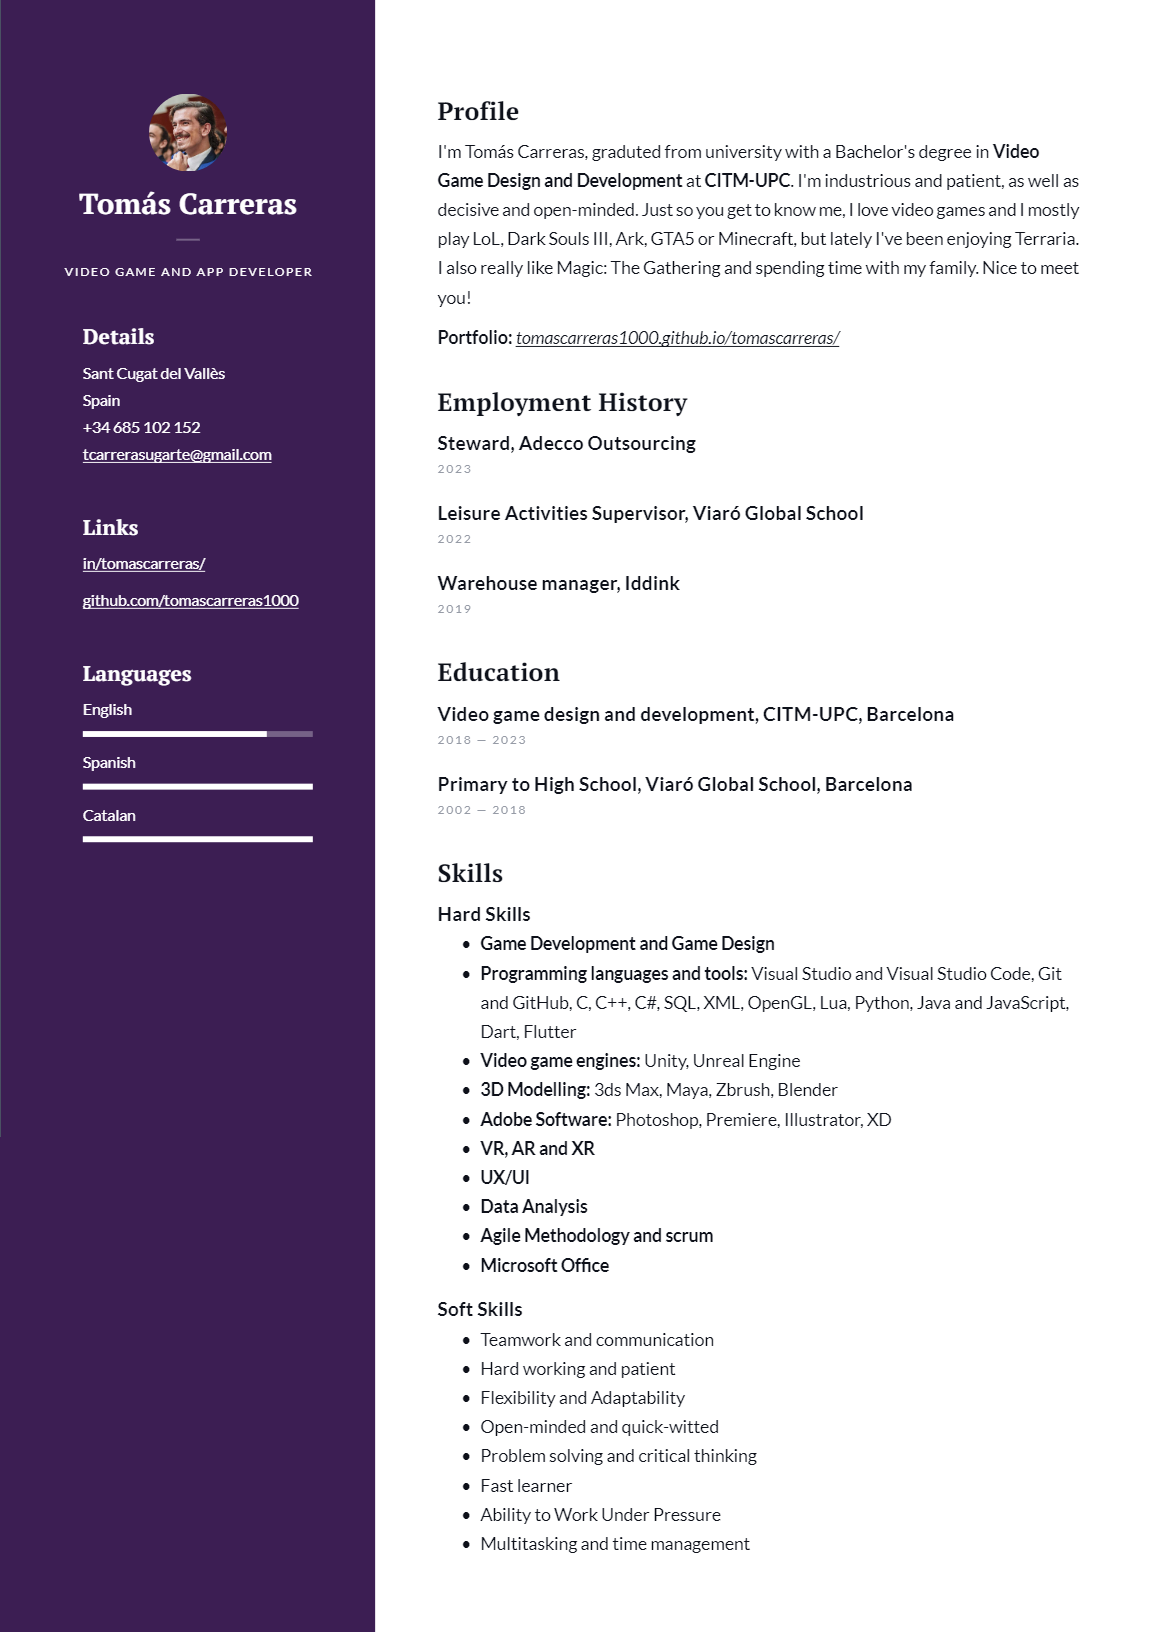 Tomás Carreras
VIDEO GAME AND APP DEVELOPER
Details
Sant Cugat del Vallès
Spain
+34 685 102 152
tcarrerasugarte@gmail.com
Links
in/tomascarreras/
github.com/tomascarreras1000
Languages
English
Spanish
Catalan
Profile
I'm Tomás Carreras, graduted from university with a Bachelor's degree in Video
Game Design and Development at CITM-UPC. I'm industrious and patient, as well as
decisive and open-minded. Just so you get to know me, I love video games and I mostly
play LoL, Dark Souls III, Ark, GTA5 or Minecraft, but lately I've been enjoying Terraria.
I also really like Magic: The Gathering and spending time with my family. Nice to meet
you!
Portfolio: tomascarreras1000.github.io/tomascarreras/
Employment History
Steward, Adecco Outsourcing
2023
Leisure Activities Supervisor, Viaró Global School
2022
Warehouse manager, Iddink
2019
Education
Video game design and development, CITM-UPC, Barcelona
2018 — 2023
Primary to High School, Viaró Global School, Barcelona
2002 — 2018
Skills
Hard Skills
• Game Development and Game Design
• Programming languages and tools: Visual Studio and Visual Studio Code, Git
and GitHub, C, C++, C#, SQL, XML, OpenGL, Lua, Python, Java and JavaScript,
Dart, Flutter
• Video game engines: Unity, Unreal Engine
• 3D Modelling: 3ds Max, Maya, Zbrush, Blender
• Adobe Software: Photoshop, Premiere, Illustrator, XD
• VR, AR and XR
• UX/UI
• Data Analysis
• Agile Methodology and scrum
• Microsoft Office
Soft Skills
• Teamwork and communication
• Hard working and patient
• Flexibility and Adaptability
• Open-minded and quick-witted
• Problem solving and critical thinking
• Fast learner
• Ability to Work Under Pressure
• Multitasking and time management